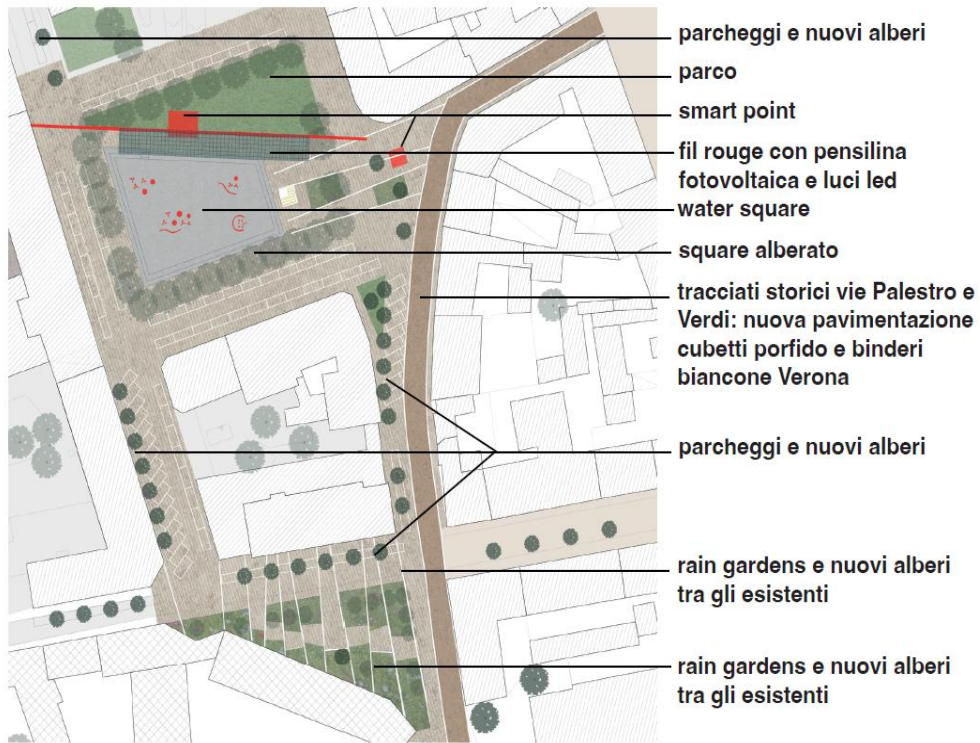 parcheggi e nuovi alberi
parco
smart point
fil rouge con pensilina
fotovoltaica e luci led
water square
square alberato
tracciati storici vie Palestro e
Verdi: nuova pavimentazione
cubetti porfido e binderi
biancone Verona
parcheggi e nuovi alberi
rain gardens e nuovi alberi
tra gli esistenti
rain gardens e nuovi alberi
tra gli esistenti